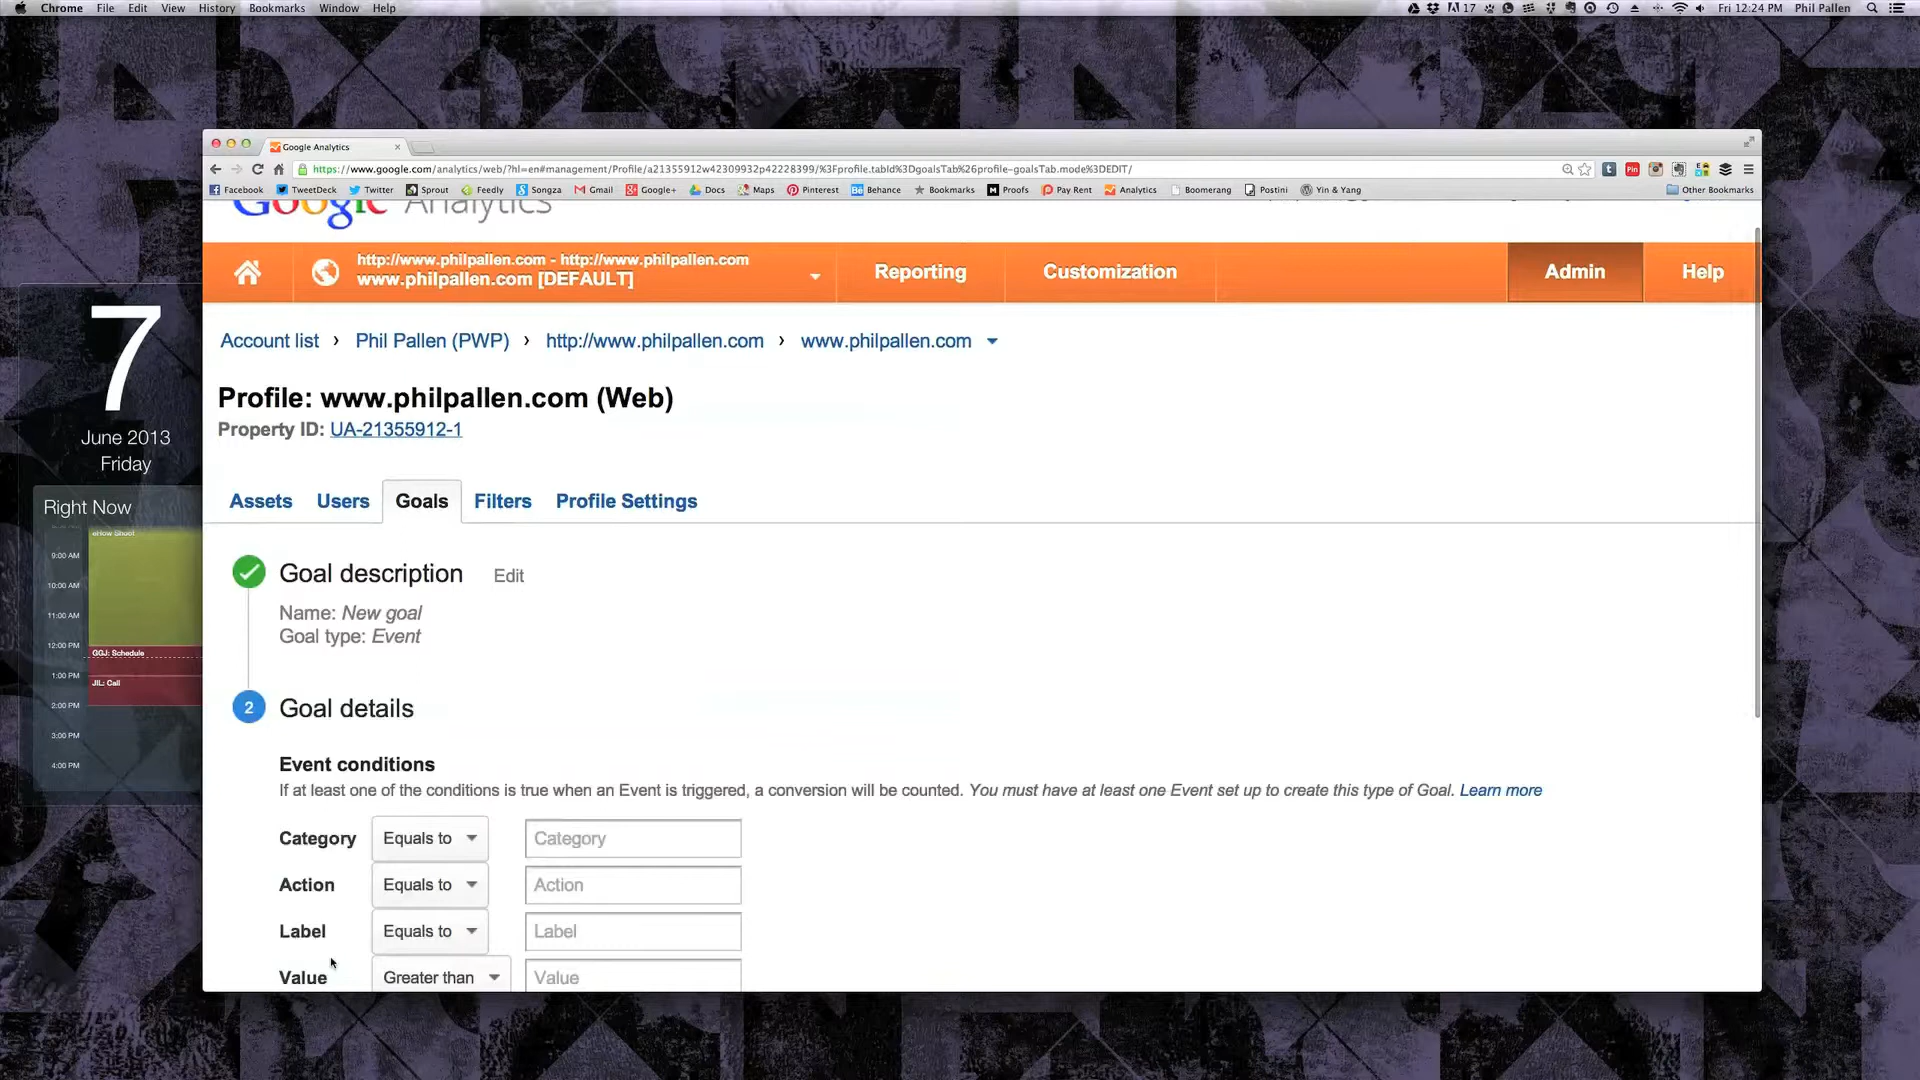 Chrome File Edit View History Bookmarks Window Help
17 Fri 12:24 PM Phil Pallen
Google Analytics
https://www.google.com/analytics/web/?hl=en#management/Profile/a21355912w42309932p42228399/%3Fprofile.tabId%3DgoalsTab%26profile-goalsTab.mode%3DEDIT/
Facebook TweetDeck Twitter Sprout Feedly Songza Gmail Google+ Docs Maps Pinterest Behance Bookmarks Proofs Pay Rent Analytics Boomerang Postini Yin & Yang Other Bookmarks
Google Analytics
http://www.philpallen.com - http://www.philpallen.com
www.philpallen.com [DEFAULT]
Reporting Customization Admin Help
Account list › Phil Pallen (PWP) › http://www.philpallen.com › www.philpallen.com
Profile: www.philpallen.com (Web)
Property ID: UA-21355912-1
Assets Users Goals Filters Profile Settings
Goal description Edit
Name: New goal
Goal type: Event
2 Goal details
Event conditions
If at least one of the conditions is true when an Event is triggered, a conversion will be counted. You must have at least one Event set up to create this type of Goal. Learn more
Category Equals to Category
Action Equals to Action
Label Equals to Label
Value Greater than Value
7
June 2013
Friday
Right Now
eHow Shoot
9:00 AM
10:00 AM
11:00 AM
12:00 PM
GGJ: Schedule
1:00 PM
JIL: Call
2:00 PM
3:00 PM
4:00 PM